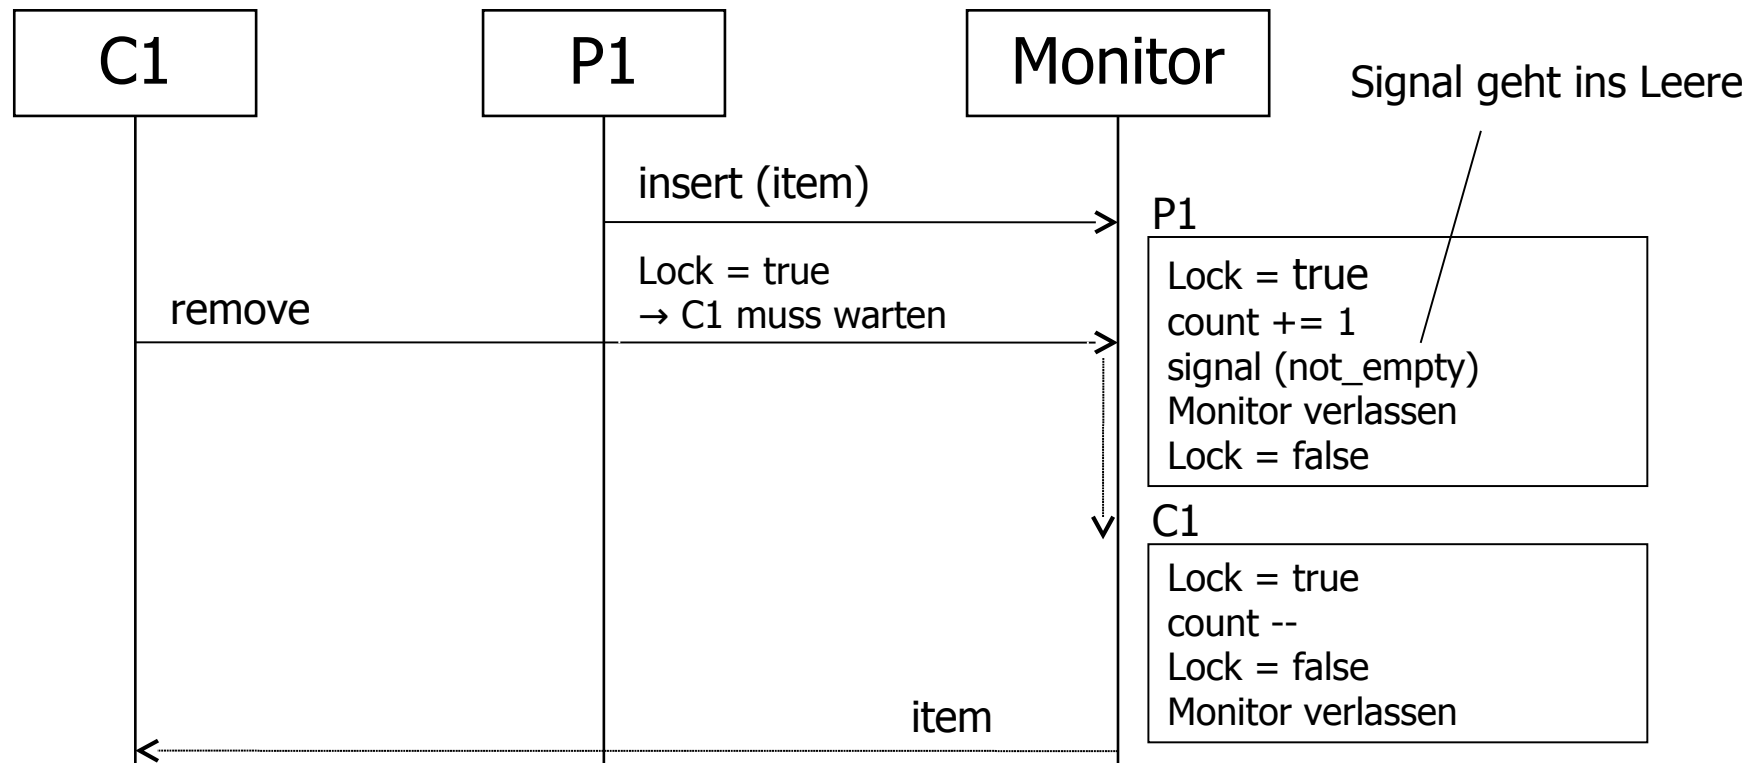 C1
P1
Monitor
Signal geht ins Leere
insert (item)
P1
Lock = true
→ C1 muss warten
remove
Lock = true
count += 1
signal (not_empty)
Monitor verlassen
Lock = false
C1
Lock = true
count --
Lock = false
Monitor verlassen
item